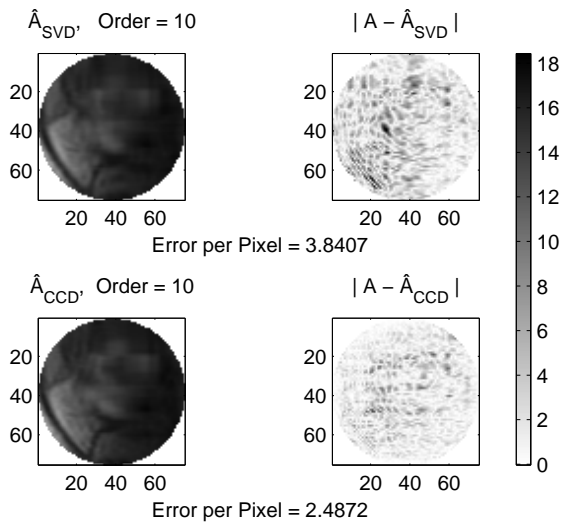 Â_SVD, Order = 10
| A − Â_SVD |
20
40
60
20 40 60
20
40
60
20 40 60
Error per Pixel = 3.8407
Â_CCD, Order = 10
| A − Â_CCD |
20
40
60
20 40 60
20
40
60
20 40 60
Error per Pixel = 2.4872
18
16
14
12
10
8
6
4
2
0